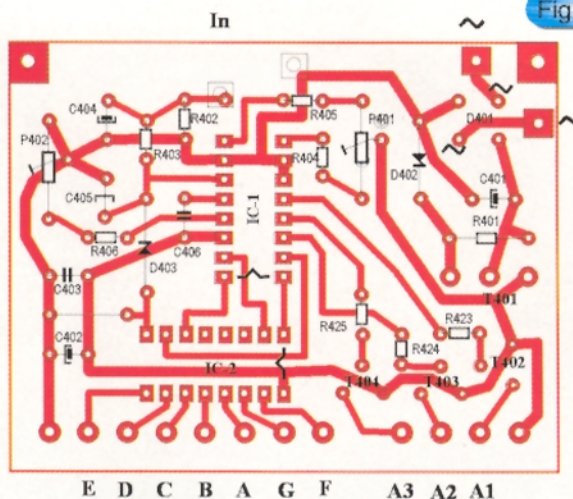 In
~
Fig
~
~
C404
R402
R405
P401
D401
P402
R403
R404
D402
~
C405
IC-1
C401
R406
C406
R401
D403
C403
T401
R425
R423
C402
IC-2
R424
T402
T404
T403
E D C B A G F A3 A2 A1